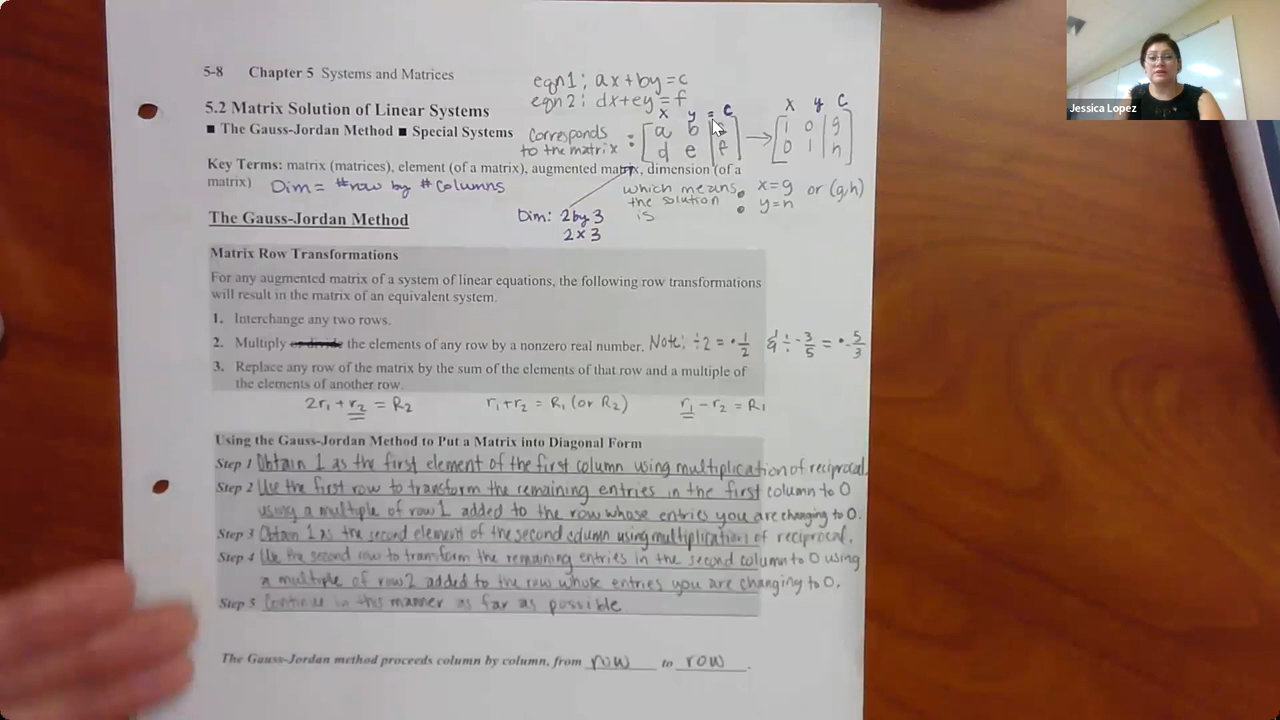 5-8 Chapter 5 Systems and Matrices
eqn1: ax+by=c
eqn2: dx+ey=f
5.2 Matrix Solution of Linear Systems
■ The Gauss-Jordan Method ■ Special Systems
corresponds to the matrix :
x y = c
a b
d e f
→
x y c
1 0 g
0 1 h
Key Terms: matrix (matrices), element (of a matrix), augmented matrix, dimension (of a
matrix) Dim = #row by #columns
which means the solution is : x=g
y=h
or (g,h)
Dim: 2 by 3
2x3
The Gauss-Jordan Method
Matrix Row Transformations
For any augmented matrix of a system of linear equations, the following row transformations
will result in the matrix of an equivalent system.
1. Interchange any two rows.
2. Multiply or divide the elements of any row by a nonzero real number. Note: ÷2 = •1/2 & ÷-3/5 = •-5/3
3. Replace any row of the matrix by the sum of the elements of that row and a multiple of
the elements of another row.
2r₁+r₂ = R₂ r₁+r₂ = R₁ (or R₂) r₁-r₂ = R₁
Using the Gauss-Jordan Method to Put a Matrix into Diagonal Form
Step 1 Obtain 1 as the first element of the first column using multiplication of reciprocal.
Step 2 Use the first row to transform the remaining entries in the first column to 0
using a multiple of row 1 added to the row whose entries you are changing to 0.
Step 3 Obtain 1 as the second element of the second column using multiplication of reciprocal.
Step 4 Use the second row to transform the remaining entries in the second column to 0 using
a multiple of row 2 added to the row whose entries you are changing to 0.
Step 5 Continue in this manner as far as possible
The Gauss-Jordan method proceeds column by column, from row to row.
Jessica Lopez